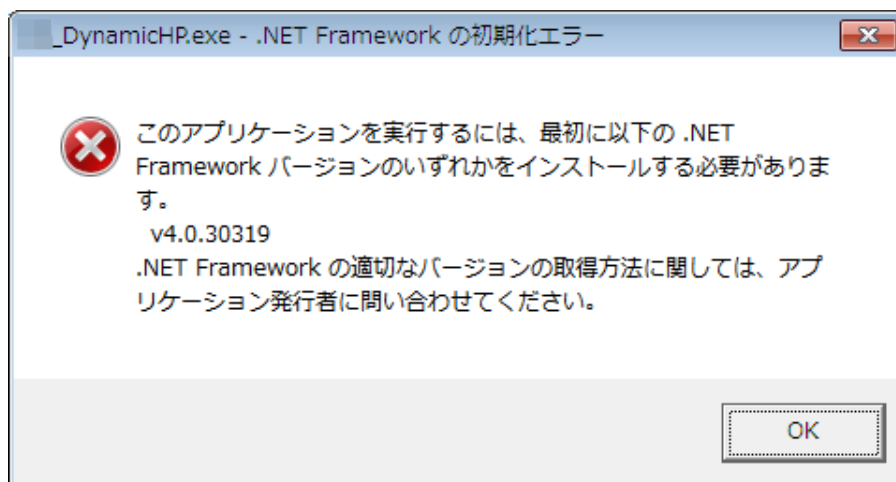 _DynamicHP.exe - .NET Framework の初期化エラー
このアプリケーションを実行するには、最初に以下の .NET
Framework バージョンのいずれかをインストールする必要がありま
す。
v4.0.30319
.NET Framework の適切なバージョンの取得方法に関しては、アプ
リケーション発行者に問い合わせてください。
OK